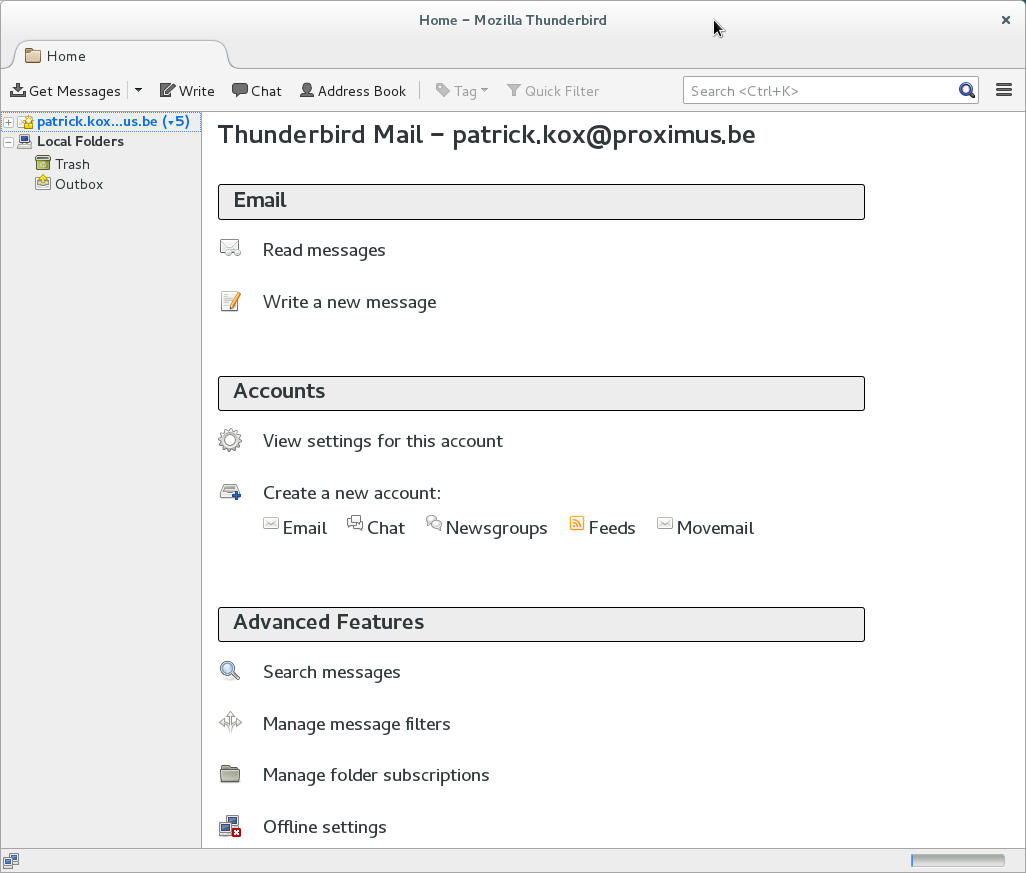 Home – Mozilla Thunderbird
Home
Get Messages Write Chat Address Book Tag Quick Filter Search <Ctrl+K>
patrick.kox...us.be (▾5)
Local Folders
Trash
Outbox
Thunderbird Mail – patrick.kox@proximus.be
Email
Read messages
Write a new message
Accounts
View settings for this account
Create a new account:
Email Chat Newsgroups Feeds Movemail
Advanced Features
Search messages
Manage message filters
Manage folder subscriptions
Offline settings